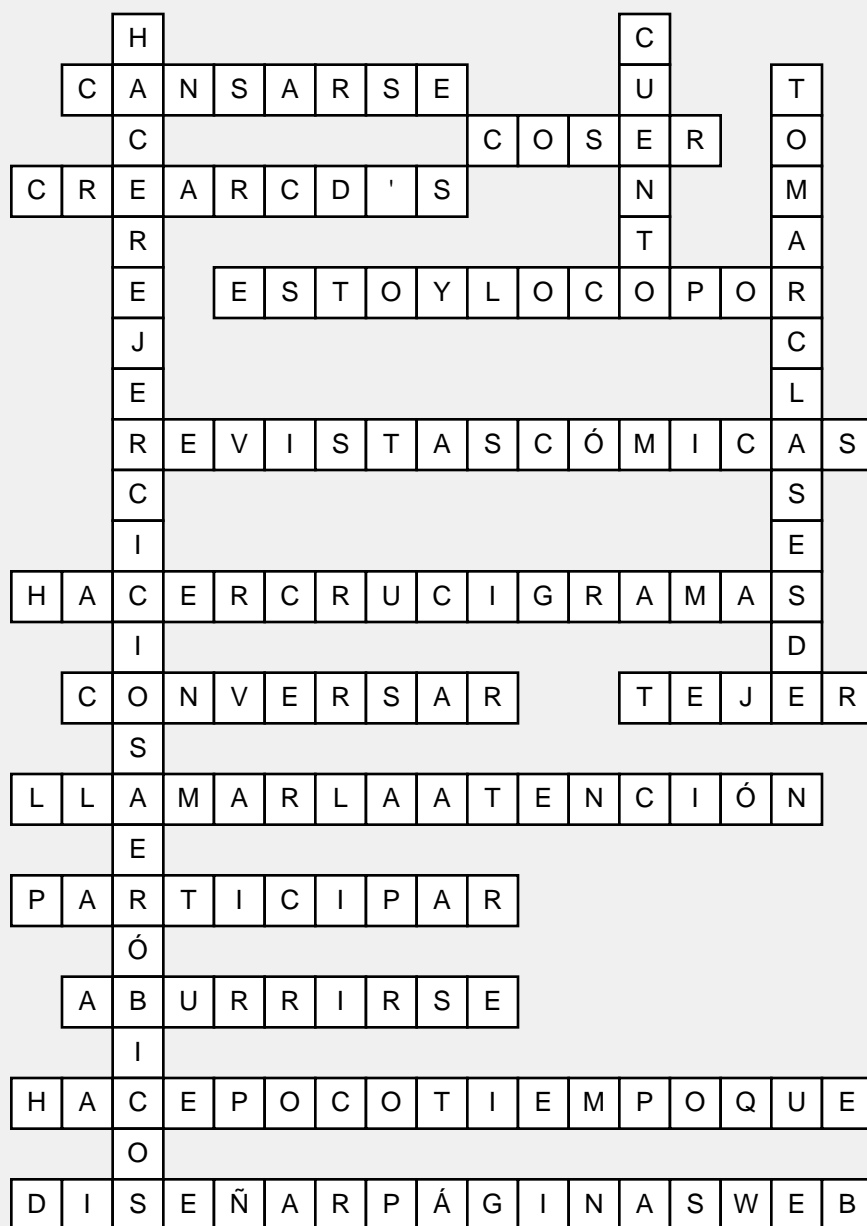 HACEREJERCICIOSAERÓBICOS
CUENTO
CANSARSE
TOMARCLASESDE
COSER
CREARCD'S
ESTOYLOCOPOR
REVISTASCÓMICAS
HACERCRUCIGRAMAS
CONVERSAR
TEJER
LLAMARLAATENCIÓN
PARTICIPAR
ABURRIRSE
HACEPOCOTIEMPOQUE
DISEÑARPÁGINASWEB